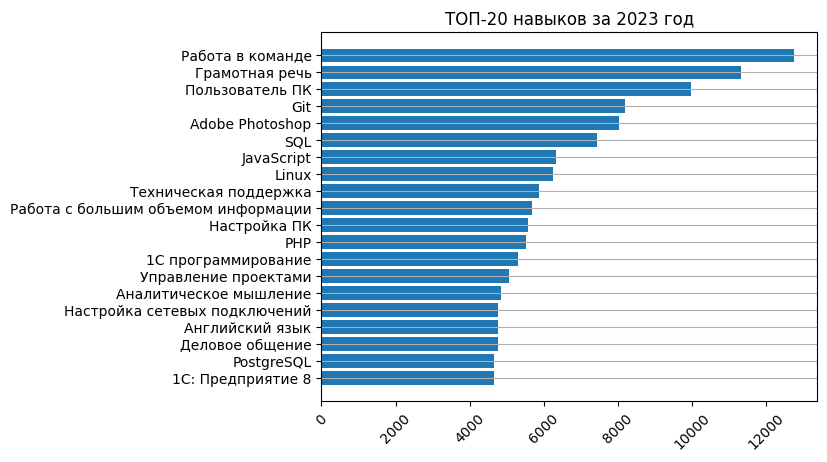 ТОП-20 навыков за 2023 год
Работа в команде
Грамотная речь
Пользователь ПК
Git
Adobe Photoshop
SQL
JavaScript
Linux
Техническая поддержка
Работа с большим объемом информации
Настройка ПК
PHP
1С программирование
Управление проектами
Аналитическое мышление
Настройка сетевых подключений
Английский язык
Деловое общение
PostgreSQL
1С: Предприятие 8
0 2000 4000 6000 8000 10000 12000